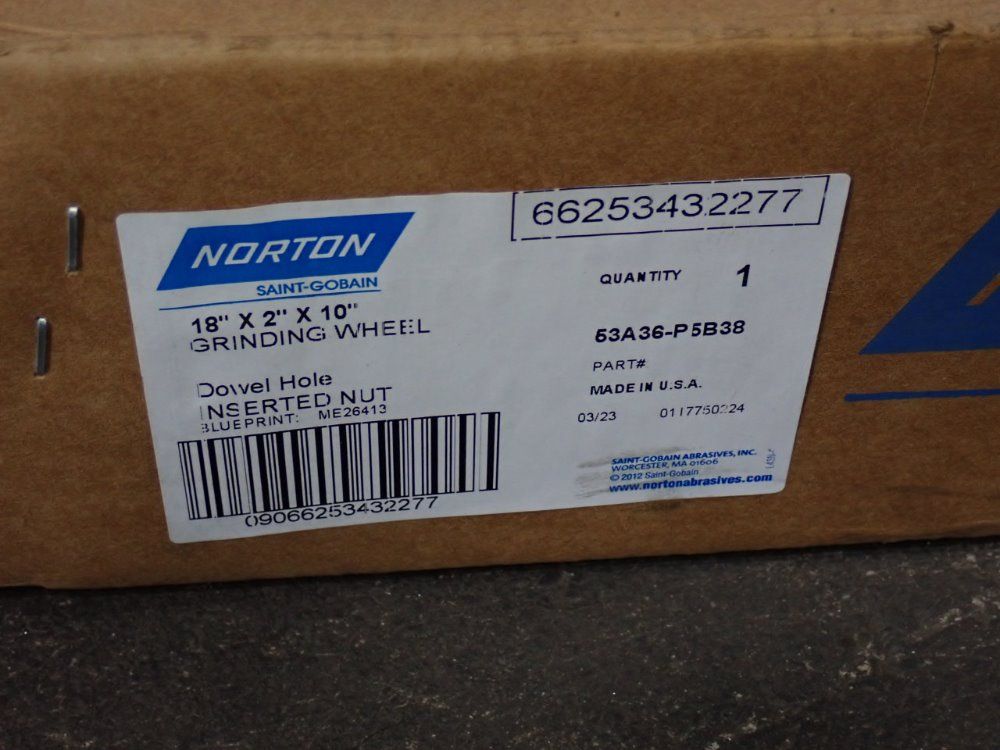 NORTON
SAINT-GOBAIN
66253432277
18" X 2" X 10"
GRINDING WHEEL
QUANTITY 1
53A36-P5B38
Dowel Hole
INSERTED NUT
BLUEPRINT: ME26413
PART#
MADE IN U.S.A.
03/23 0117750224
09066253432277
SAINT-GOBAIN ABRASIVES, INC.
WORCESTER, MA 01606
© 2012 Saint-Gobain
www.nortonabrasives.com